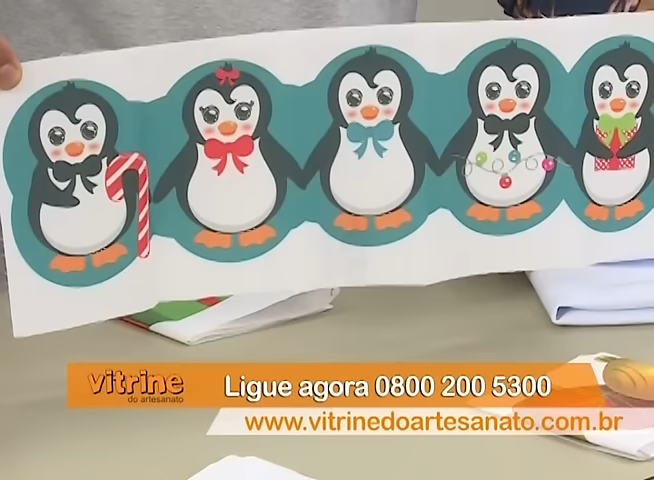 vitrine
do artesanato
Ligue agora 0800 200 5300
www.vitrinedoartesanato.com.br